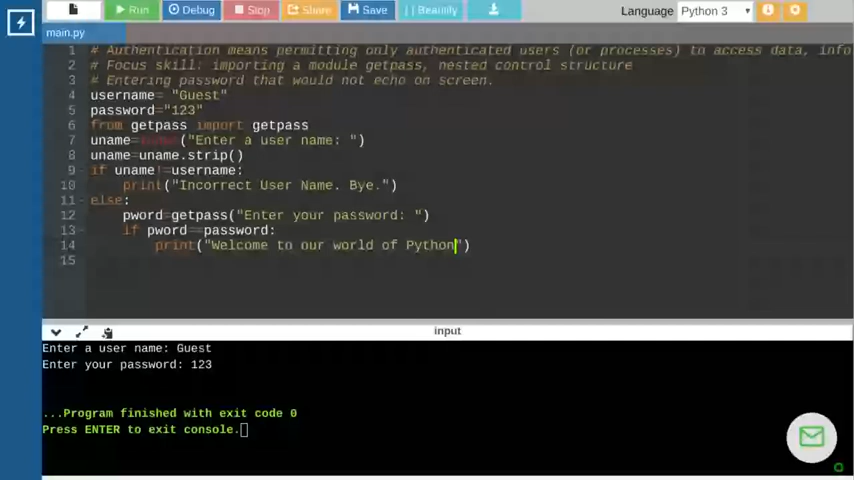 Run
Debug
Stop
Share
Save
{ } Beautify
Language Python 3
main.py
1 # Authentication means permitting only authenticated users (or processes) to access data, info
2 # Focus skill: importing a module getpass, nested control structure
3 # Entering password that would not echo on screen.
4 username= "Guest"
5 password="123"
6 from getpass import getpass
7 uname=input("Enter a user name: ")
8 uname=uname.strip()
9 if uname!=username:
10 print("Incorrect User Name. Bye.")
11 else:
12 pword=getpass("Enter your password: ")
13 if pword==password:
14 print("Welcome to our world of Python")
15
input
Enter a user name: Guest
Enter your password: 123
...Program finished with exit code 0
Press ENTER to exit console.